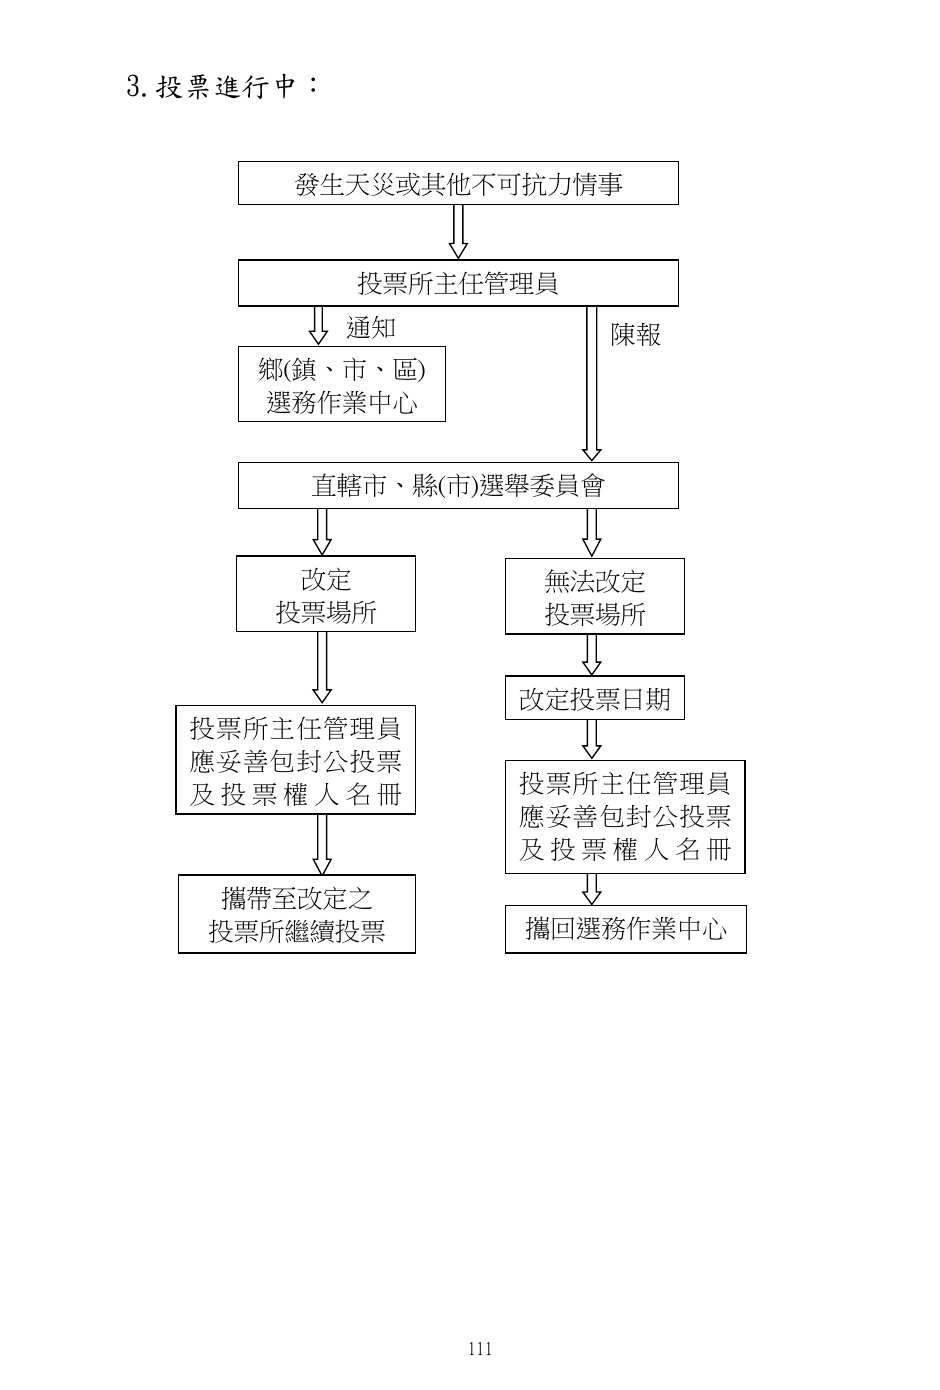 3.投票進行中：
發生天災或其他不可抗力情事
投票所主任管理員
通知
陳報
鄉(鎮、市、區)
選務作業中心
直轄市、縣(市)選舉委員會
改定
投票場所
無法改定
投票場所
改定投票日期
投票所主任管理員
應妥善包封公投票
及投票權人名冊
投票所主任管理員
應妥善包封公投票
及投票權人名冊
攜帶至改定之
投票所繼續投票
攜回選務作業中心
111